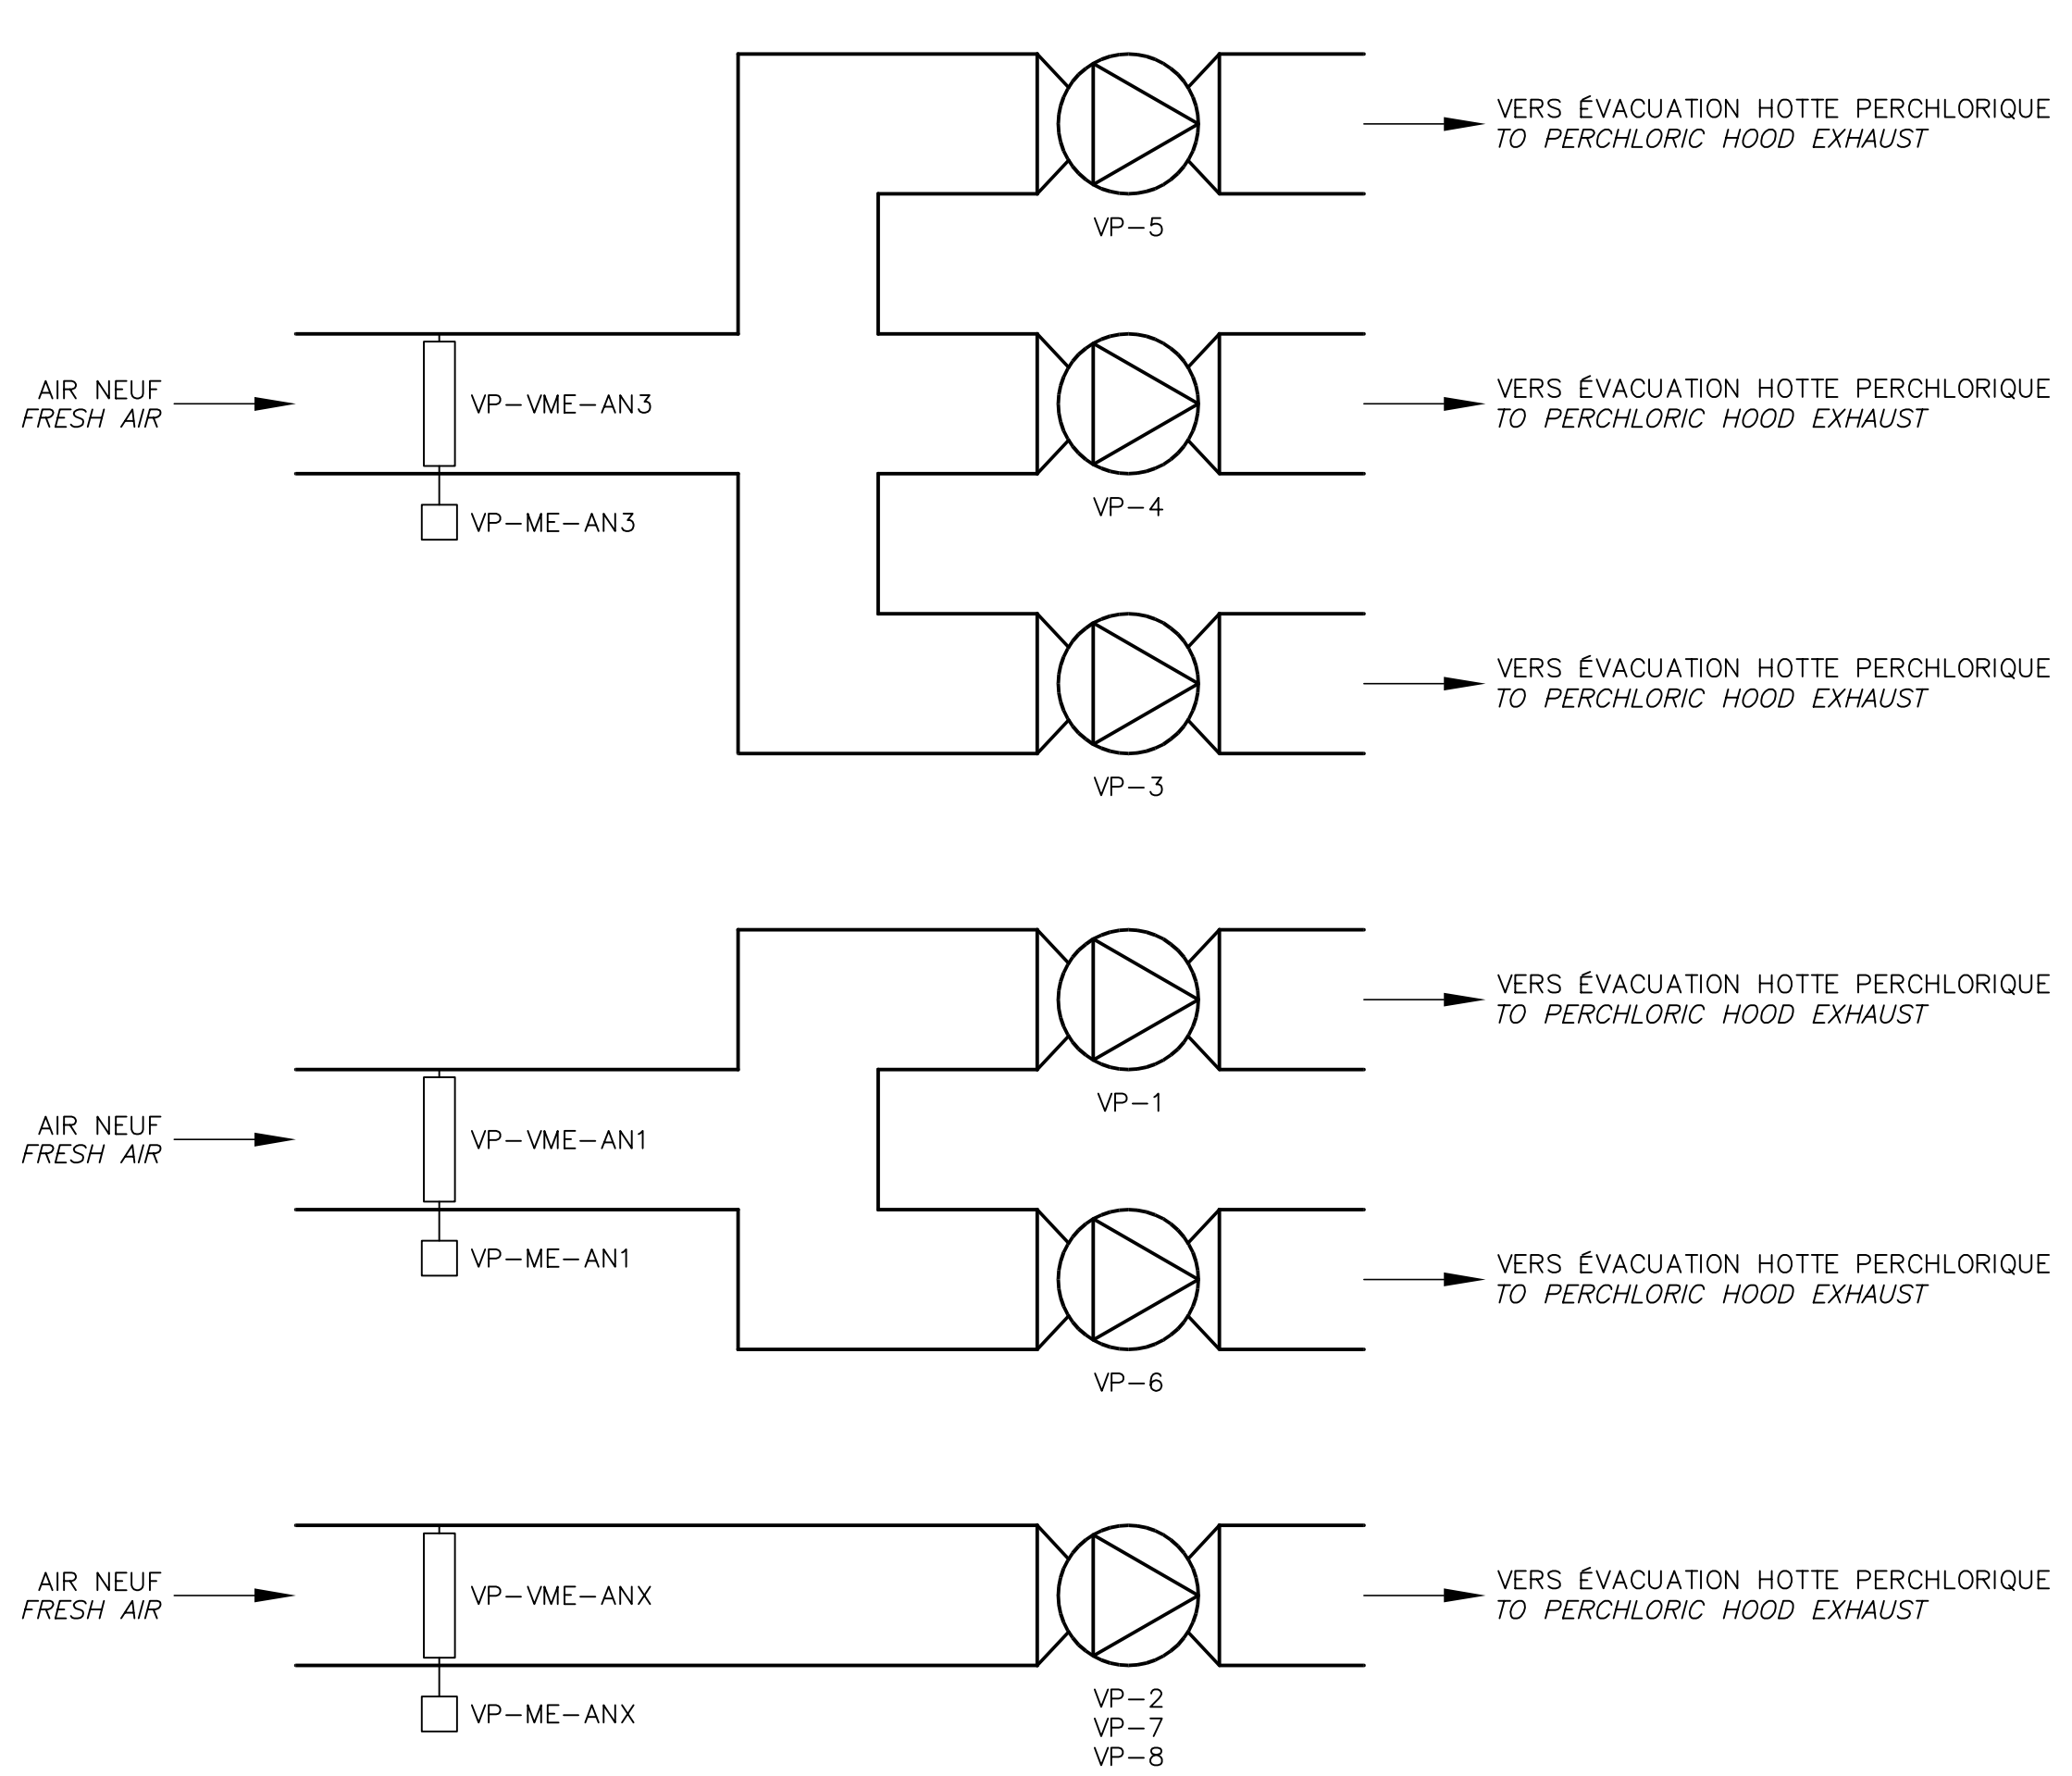 VERS ÉVACUATION HOTTE PERCHLORIQUE
TO PERCHLORIC HOOD EXHAUST
VP-5
AIR NEUF
FRESH AIR
VP-VME-AN3
VERS ÉVACUATION HOTTE PERCHLORIQUE
TO PERCHLORIC HOOD EXHAUST
VP-4
VP-ME-AN3
VERS ÉVACUATION HOTTE PERCHLORIQUE
TO PERCHLORIC HOOD EXHAUST
VP-3
VERS ÉVACUATION HOTTE PERCHLORIQUE
TO PERCHLORIC HOOD EXHAUST
VP-1
AIR NEUF
FRESH AIR
VP-VME-AN1
VP-ME-AN1
VERS ÉVACUATION HOTTE PERCHLORIQUE
TO PERCHLORIC HOOD EXHAUST
VP-6
AIR NEUF
FRESH AIR
VP-VME-ANX
VERS ÉVACUATION HOTTE PERCHLORIQUE
TO PERCHLORIC HOOD EXHAUST
VP-ME-ANX
VP-2
VP-7
VP-8